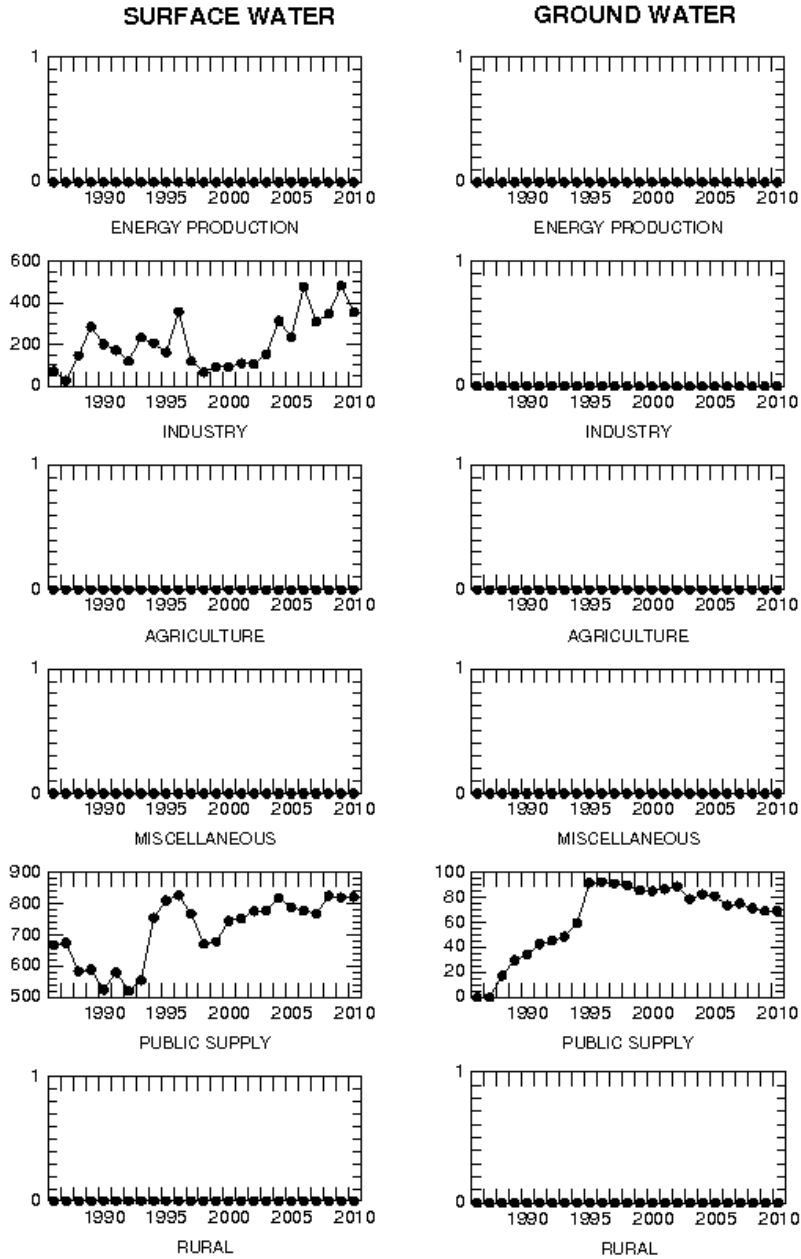 SURFACE WATER GROUND WATER
1 1
0 0
1990 1995 2000 2005 2010 1990 1995 2000 2005 2010
ENERGY PRODUCTION ENERGY PRODUCTION
600 1
400
200
0 0
1990 1995 2000 2005 2010 1990 1995 2000 2005 2010
INDUSTRY INDUSTRY
1 1
0 0
1990 1995 2000 2005 2010 1990 1995 2000 2005 2010
AGRICULTURE AGRICULTURE
1 1
0 0
1990 1995 2000 2005 2010 1990 1995 2000 2005 2010
MISCELLANEOUS MISCELLANEOUS
900 100
800 80
700 60
600 40
500 20
0
1990 1995 2000 2005 2010 1990 1995 2000 2005 2010
PUBLIC SUPPLY PUBLIC SUPPLY
1 1
0 0
1990 1995 2000 2005 2010 1990 1995 2000 2005 2010
RURAL RURAL